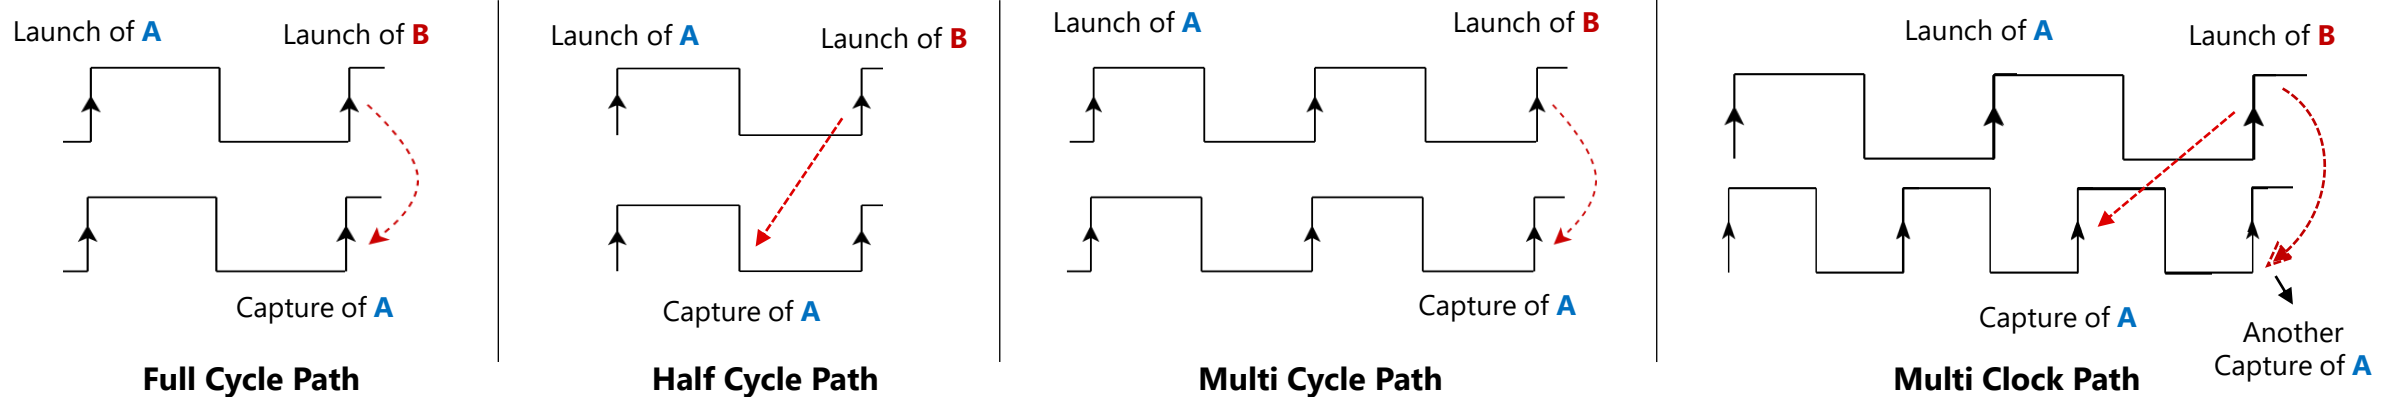 Launch of A
Launch of B
Capture of A
Full Cycle Path
Launch of A
Launch of B
Capture of A
Half Cycle Path
Launch of A
Launch of B
Capture of A
Multi Cycle Path
Launch of A
Launch of B
Capture of A
Another
Capture of A
Multi Clock Path